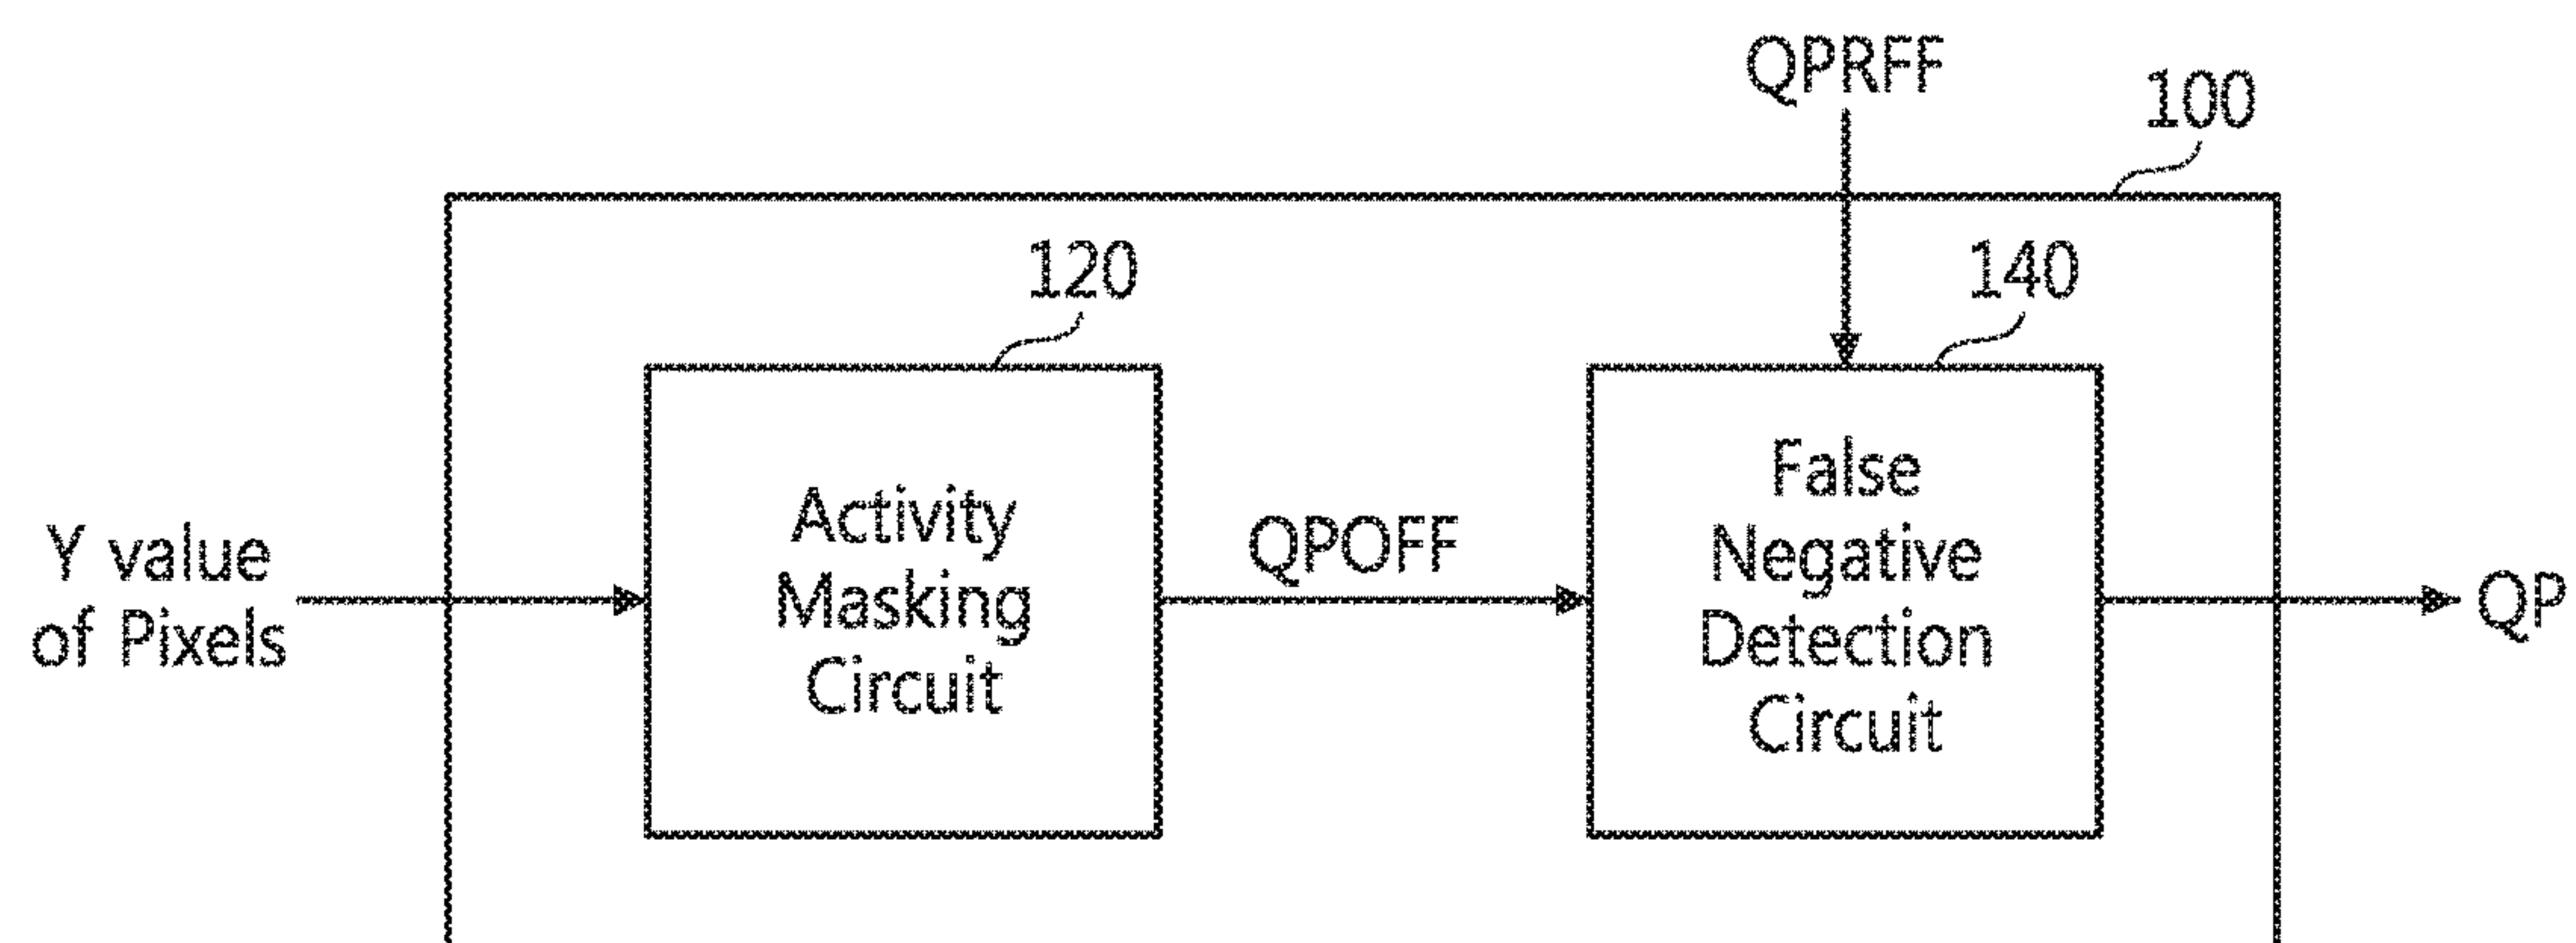 QPRFF
100
120
140
Y value
of Pixels
Activity
Masking
Circuit
QPOFF
False
Negative
Detection
Circuit
QP